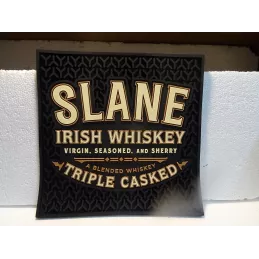 SLANE
IRISH WHISKEY
VIRGIN, SEASONED, AND SHERRY
A BLENDED WHISKEY
TRIPLE CASKED